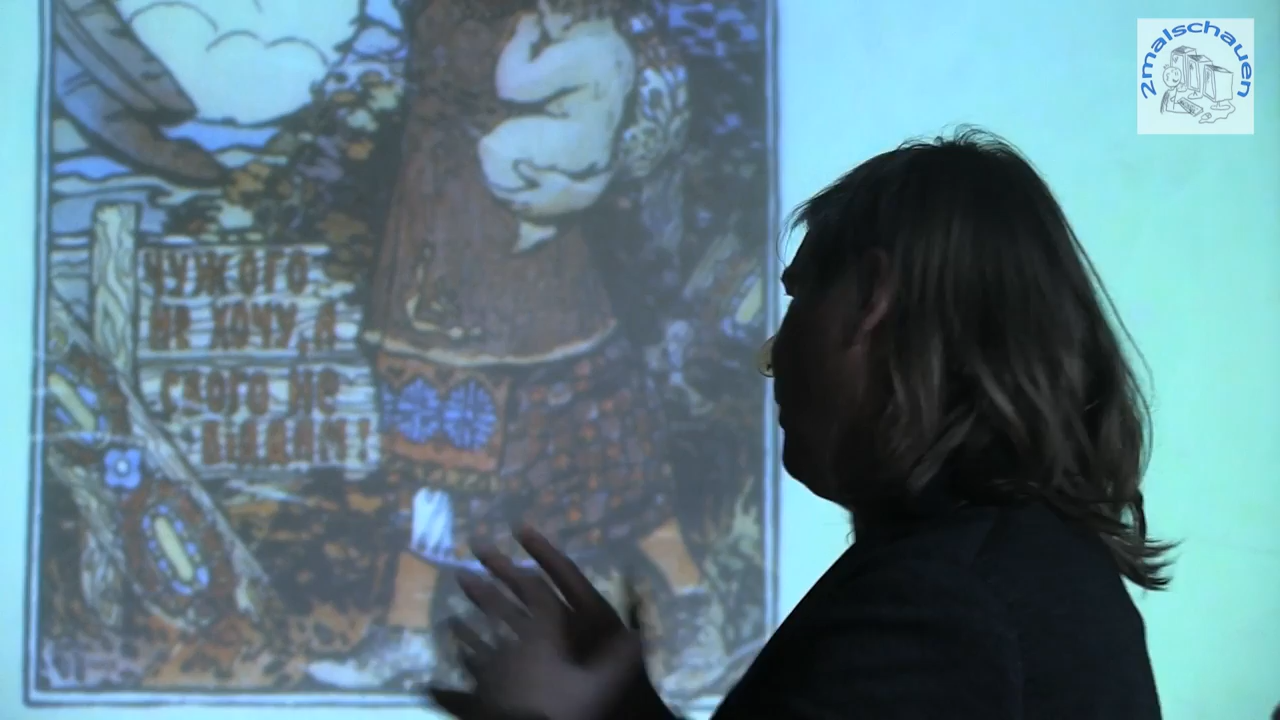 2malschauen
ЧУЖОГО
НЕ ХОЧУ, А
СВОГО НЕ
ВІДДАМ!